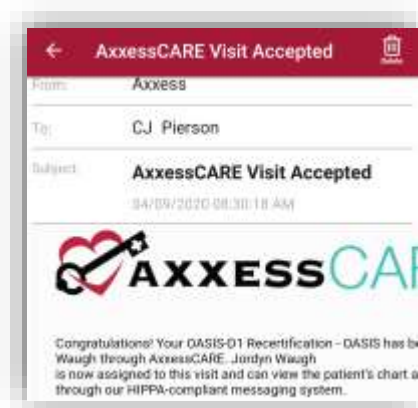 AxxessCARE Visit Accepted
Delete
From: Axxess
To: CJ Pierson
Subject: AxxessCARE Visit Accepted
04/09/2020 08:30:18 AM
AXXESSCAR
Congratulations! Your OASIS-D1 Recertification - OASIS has be
Waugh through AxxessCARE. Jordyn Waugh
is now assigned to this visit and can view the patient's chart a
through our HIPPA-compliant messaging system.